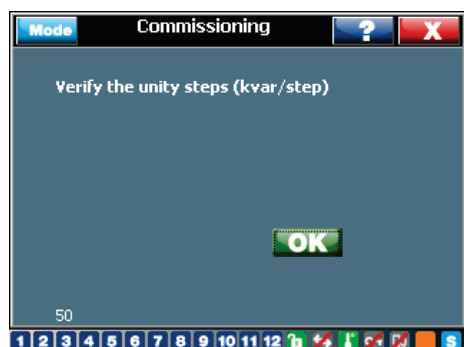 Mode Commissioning ? X
Verify the unity steps (kvar/step)
OK
50
1 2 3 4 5 6 7 8 9 10 11 12 S